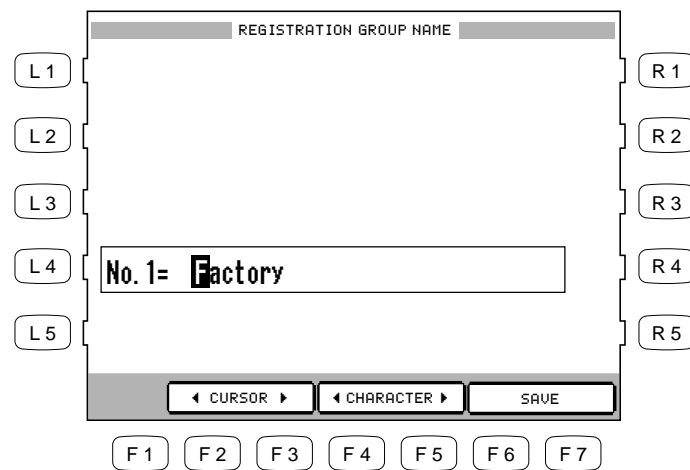 REGISTRATION GROUP NAME
L1 R1
L2 R2
L3 R3
L4 No. 1= Factory R4
L5 R5
◀ CURSOR ▶ ◀ CHARACTER ▶ SAVE
F1 F2 F3 F4 F5 F6 F7